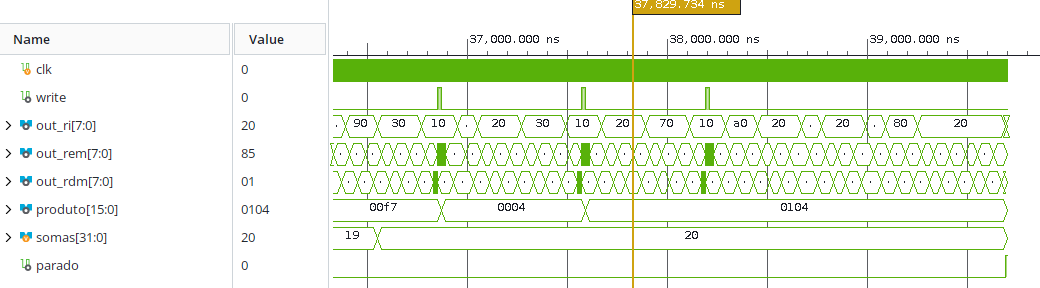 37,829.734 ns
Name Value
37,000.000 ns 38,000.000 ns 39,000.000 ns
clk 0
write 0
out_ri[7:0] 20 . 90 30 10 . 20 30 10 20 70 10 a0 20 . 20 . 80 20
out_rem[7:0] 85
out_rdm[7:0] 01
produto[15:0] 0104 00f7 0004 0104
somas[31:0] 20 19 20
parado 0